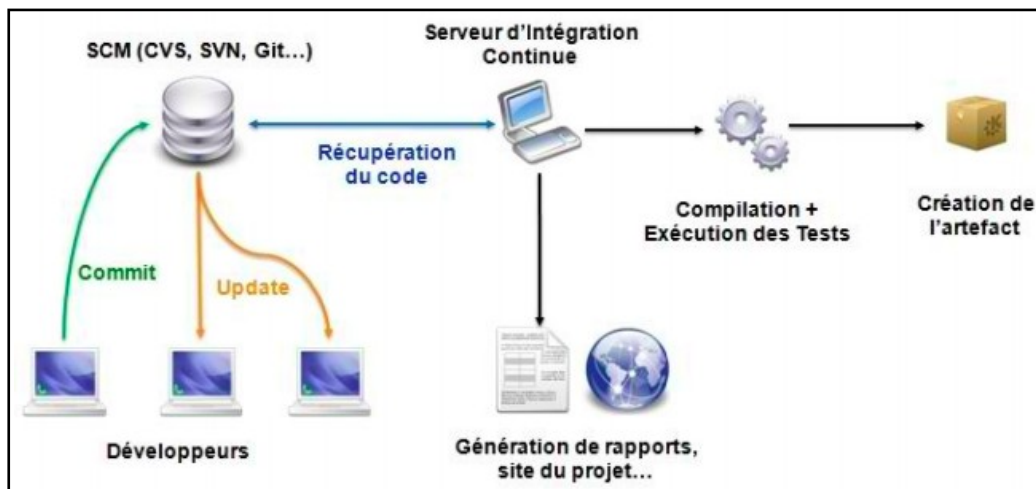 SCM (CVS, SVN, Git...)
Serveur d'Intégration
Continue
Récupération
du code
Compilation +
Exécution des Tests
Création de
l'artefact
Commit
Update
Développeurs
Génération de rapports,
site du projet...